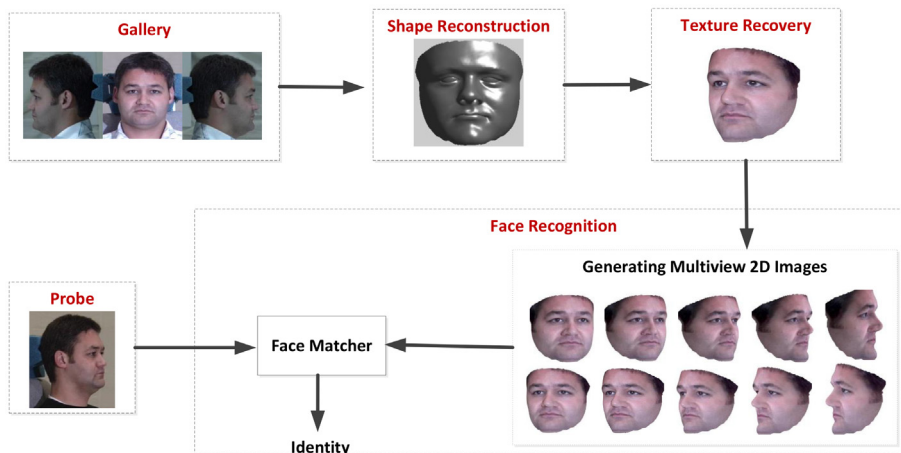 Gallery
Shape Reconstruction
Texture Recovery
Face Recognition
Generating Multiview 2D Images
Probe
Face Matcher
Identity